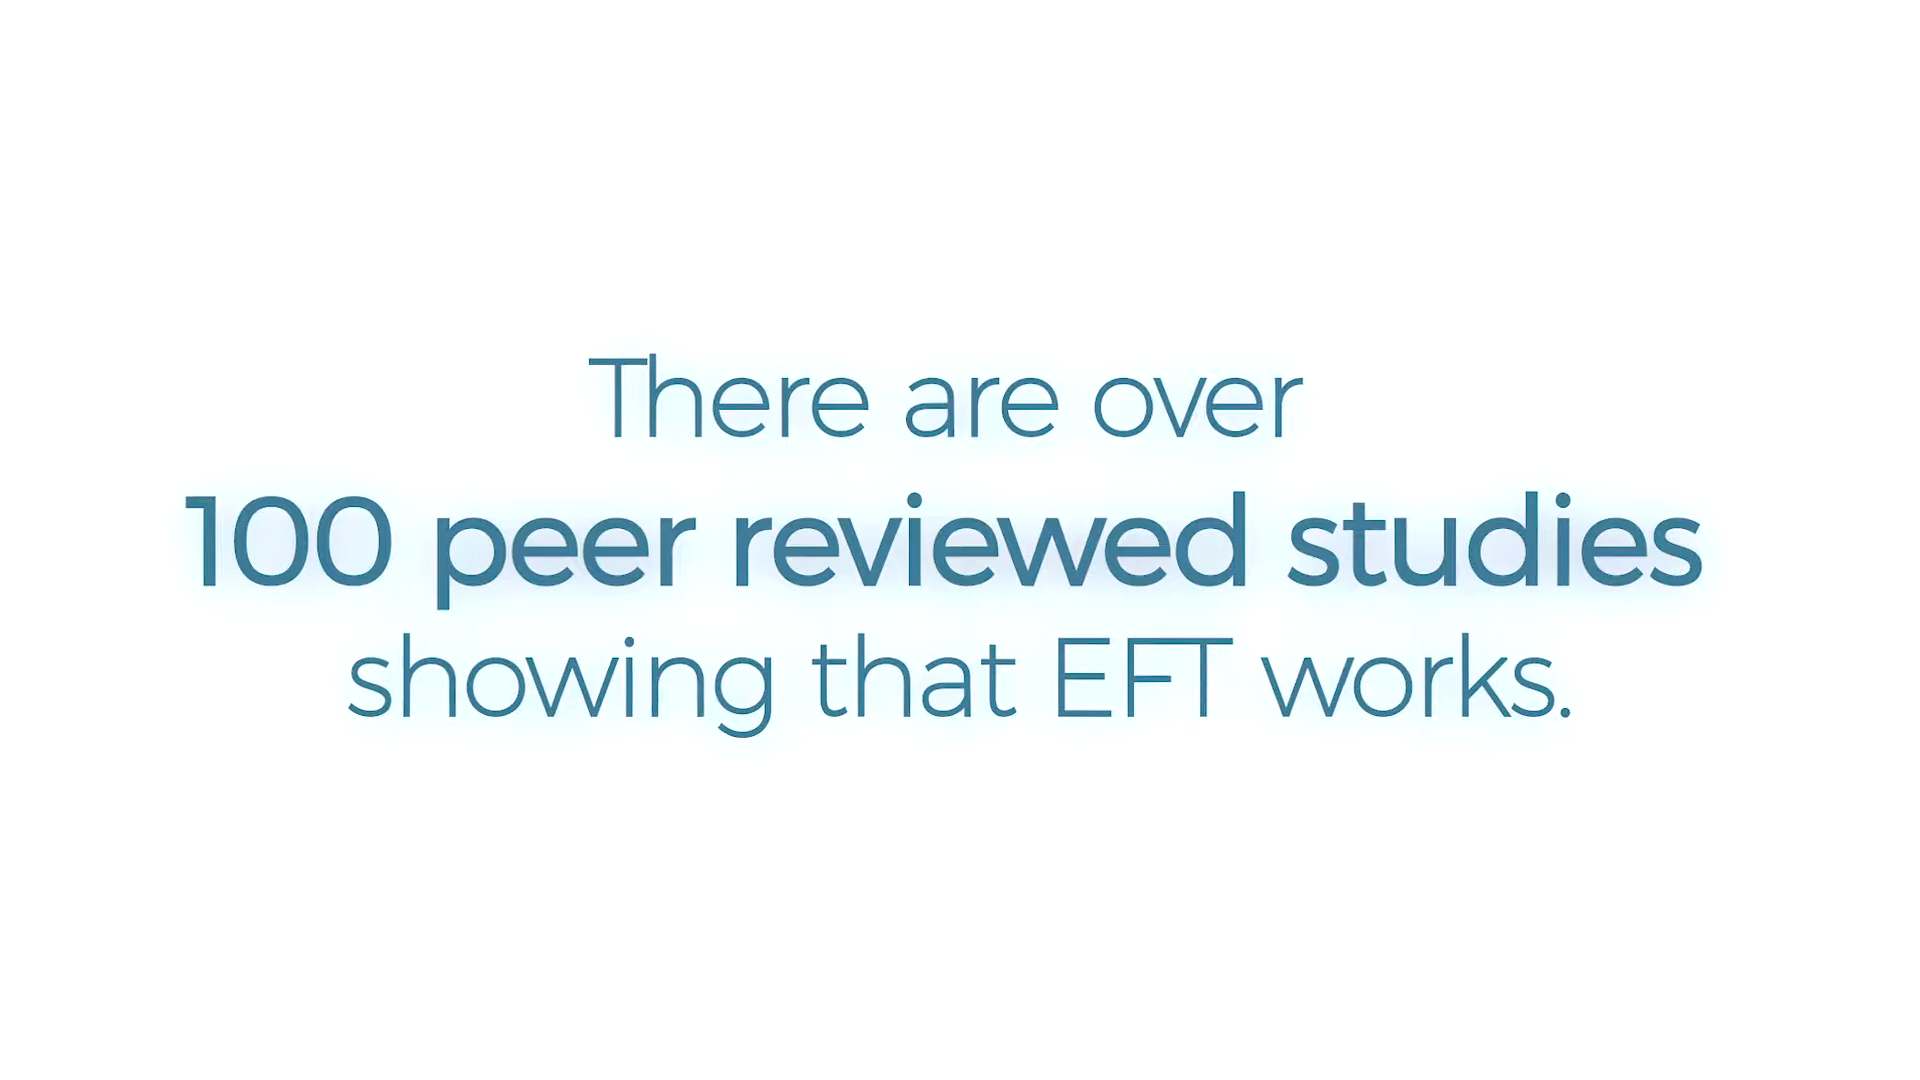 There are over
100 peer reviewed studies
showing that EFT works.